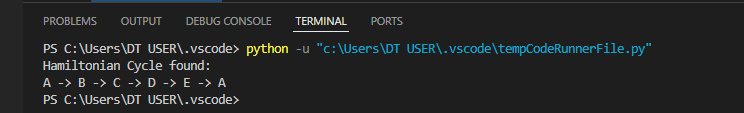 PROBLEMS OUTPUT DEBUG CONSOLE TERMINAL PORTS
PS C:\Users\DT USER\.vscode> python -u "c:\Users\DT USER\.vscode\tempCodeRunnerFile.py"
Hamiltonian Cycle found:
A -> B -> C -> D -> E -> A
PS C:\Users\DT USER\.vscode>